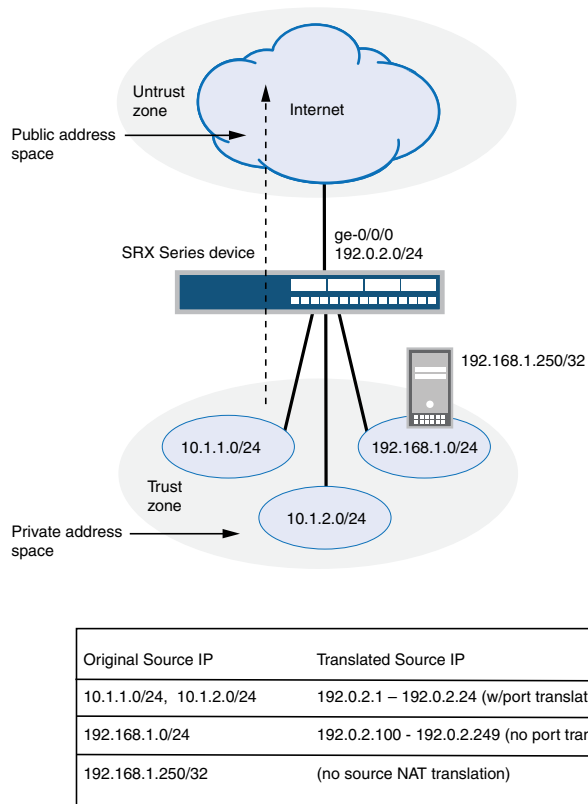 Untrust
zone
Internet
Public address
space
ge-0/0/0
192.0.2.0/24
SRX Series device
192.168.1.250/32
10.1.1.0/24
192.168.1.0/24
Trust
zone
10.1.2.0/24
Private address
space
Original Source IP Translated Source IP
10.1.1.0/24, 10.1.2.0/24 192.0.2.1 – 192.0.2.24 (w/port
192.168.1.0/24 192.0.2.100 - 192.0.2.249 (no port
192.168.1.250/32 (no source NAT translation)